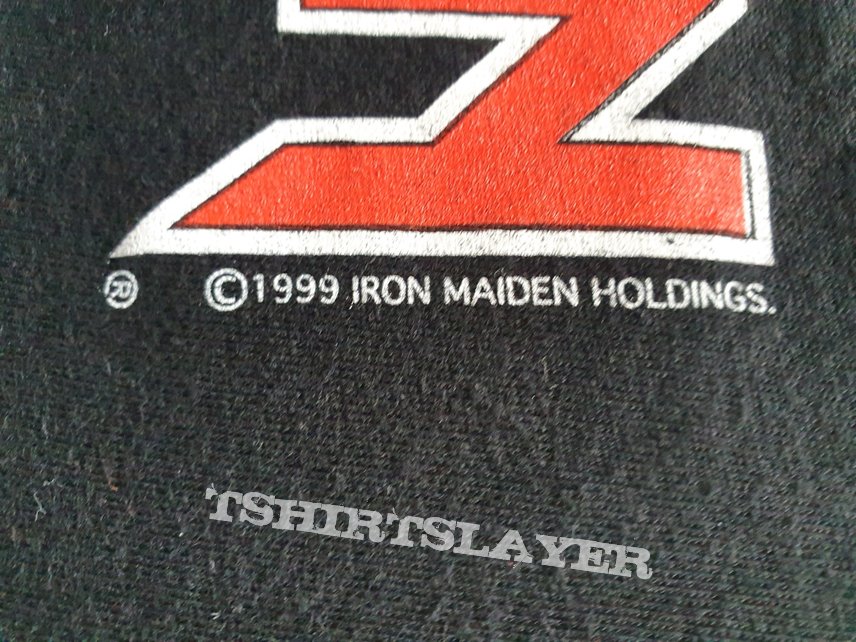 ® ©1999 IRON MAIDEN HOLDINGS.
TSHIRTSLAYER